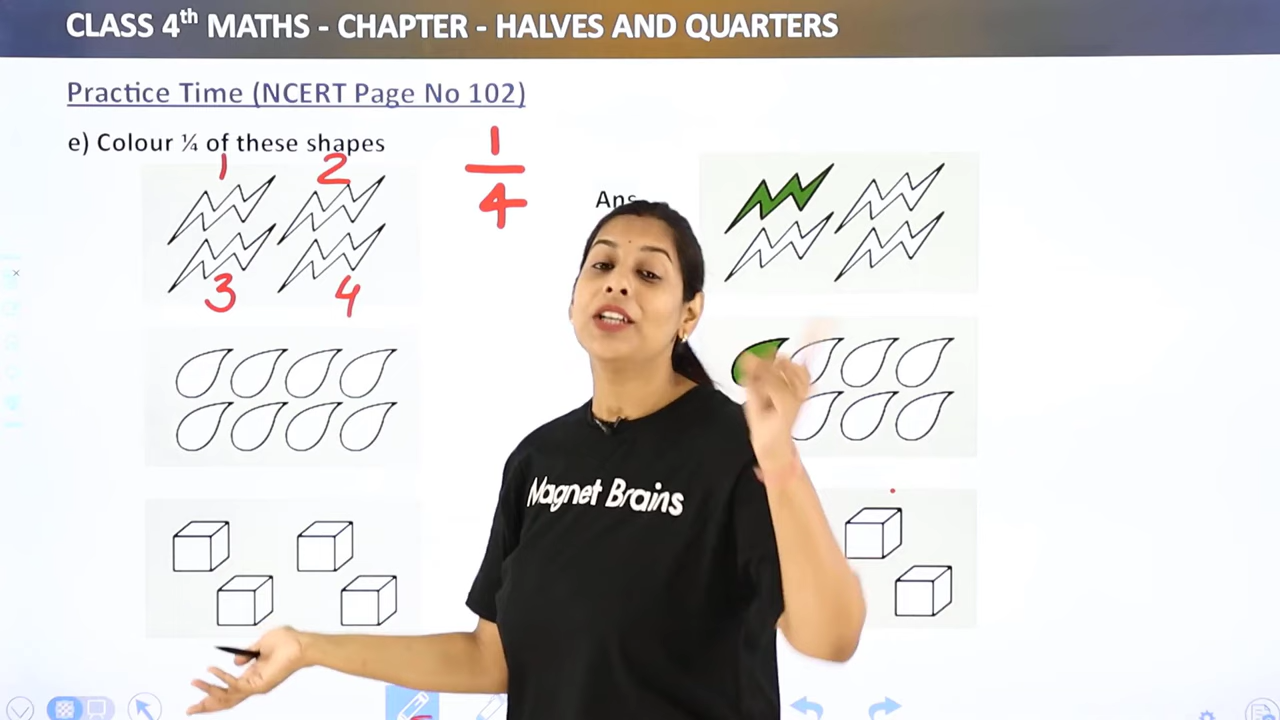 CLASS 4th MATHS - CHAPTER - HALVES AND QUARTERS
Practice Time (NCERT Page No 102)
e) Colour ¼ of these shapes
1 2
3 4
1
4
Ans
Magnet Brains